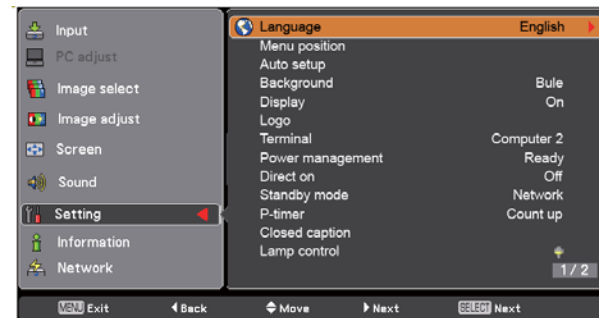 Input
PC adjust
Image select
Image adjust
Screen
Sound
Setting
Information
Network
Language English
Menu position
Auto setup
Background Bule
Display On
Logo
Terminal Computer 2
Power management Ready
Direct on Off
Standby mode Network
P-timer Count up
Closed caption
Lamp control
1 / 2
MENU Exit Back Move Next SELECT Next